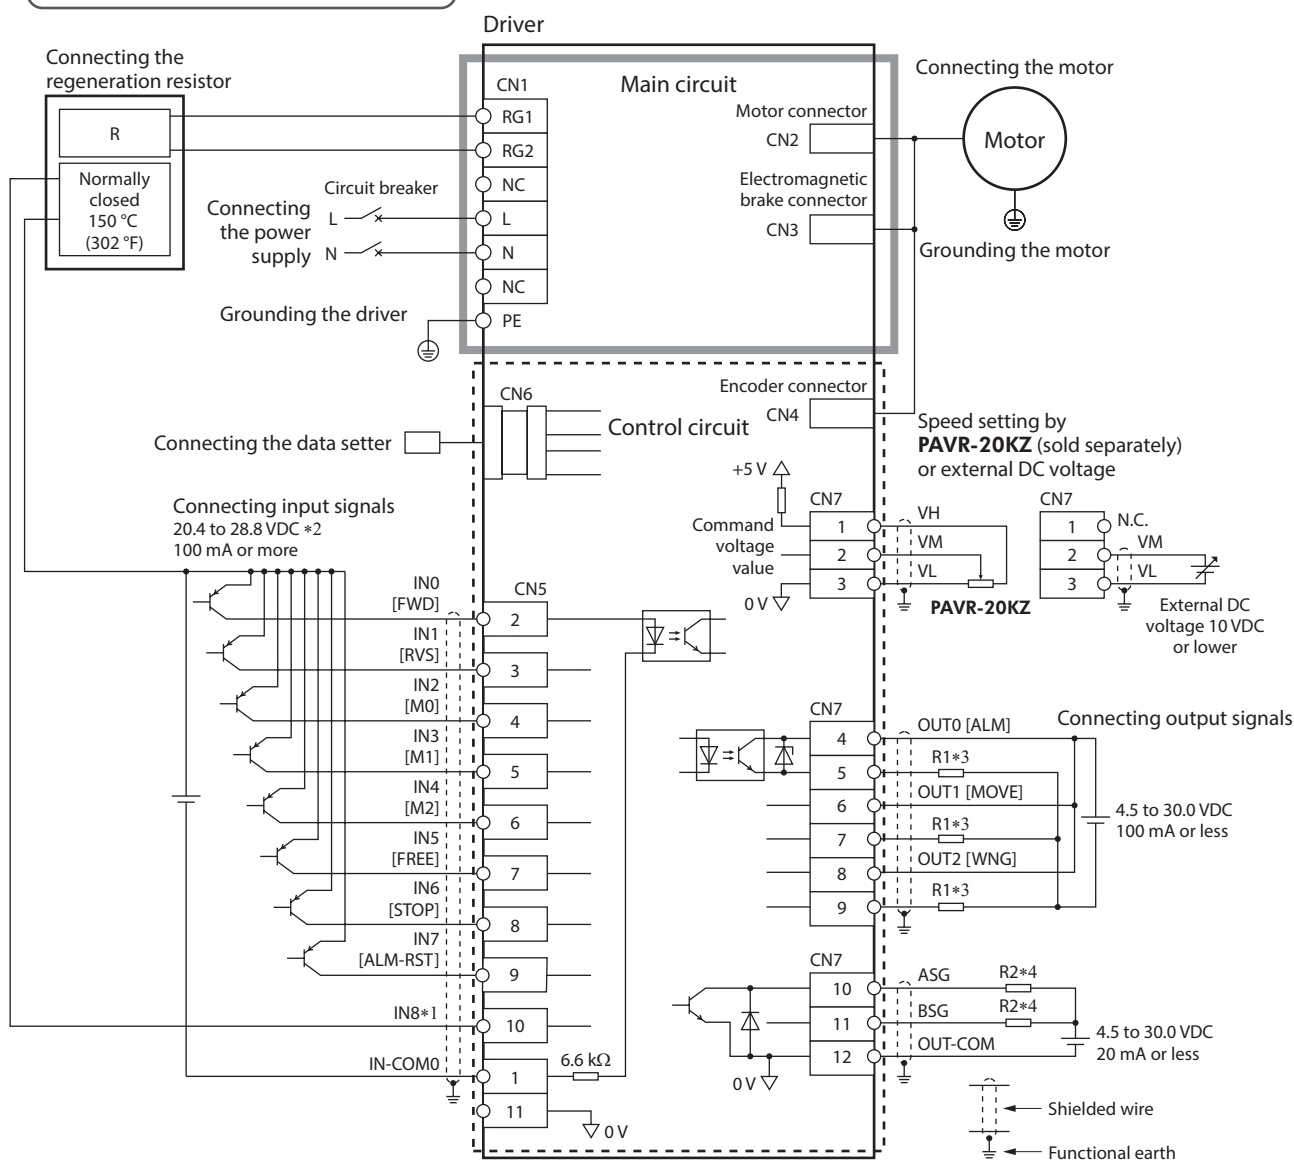 Driver
Connecting the
regeneration resistor
R
Normally
closed
150 °C
(302 °F)
CN1
RG1
RG2
NC
L
N
NC
PE
Main circuit
Circuit breaker
Connecting
the power
supply
L
N
Grounding the driver
Motor connector
CN2
Electromagnetic
brake connector
CN3
Connecting the motor
Motor
Grounding the motor
CN6
Control circuit
Connecting the data setter
Encoder connector
CN4
Speed setting by
PAVR-20KZ (sold separately)
or external DC voltage
+5 V
Command
voltage
value
0 V
CN7
1
2
3
VH
VM
VL
PAVR-20KZ
CN7
1
2
3
N.C.
VM
VL
External DC
voltage 10 VDC
or lower
Connecting input signals
20.4 to 28.8 VDC *2
100 mA or more
CN5
IN0
[FWD]
2
IN1
[RVS]
3
IN2
[M0]
4
IN3
[M1]
5
IN4
[M2]
6
IN5
[FREE]
7
IN6
[STOP]
8
IN7
[ALM-RST]
9
IN8*1
10
IN-COM0
1
6.6 kΩ
11
0 V
CN7
Connecting output signals
4
OUT0 [ALM]
5
R1*3
6
OUT1 [MOVE]
7
R1*3
8
OUT2 [WNG]
9
R1*3
4.5 to 30.0 VDC
100 mA or less
CN7
10
ASG
R2*4
11
BSG
R2*4
12
OUT-COM
4.5 to 30.0 VDC
20 mA or less
0 V
Shielded wire
Functional earth